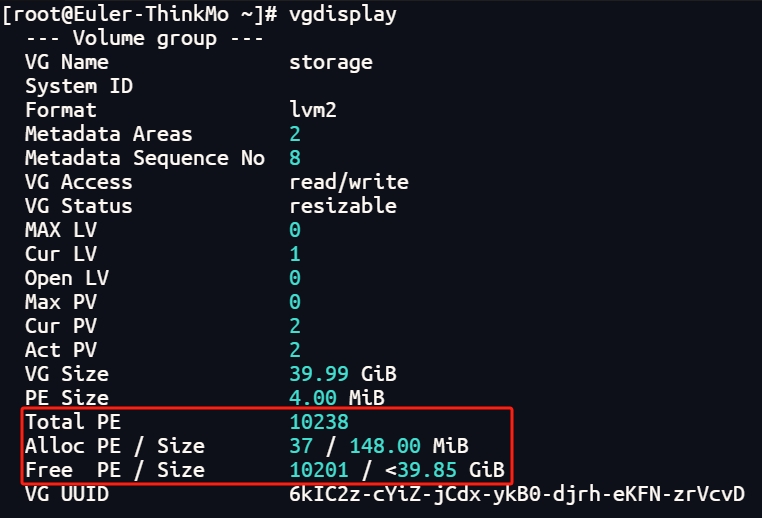 [root@Euler-ThinkMo ~]# vgdisplay
--- Volume group ---
VG Name storage
System ID
Format lvm2
Metadata Areas 2
Metadata Sequence No 8
VG Access read/write
VG Status resizable
MAX LV 0
Cur LV 1
Open LV 0
Max PV 0
Cur PV 2
Act PV 2
VG Size 39.99 GiB
PE Size 4.00 MiB
Total PE 10238
Alloc PE / Size 37 / 148.00 MiB
Free  PE / Size 10201 / <39.85 GiB
VG UUID 6kIC2z-cYiZ-jCdx-ykB0-djrh-eKFN-zrVcvD